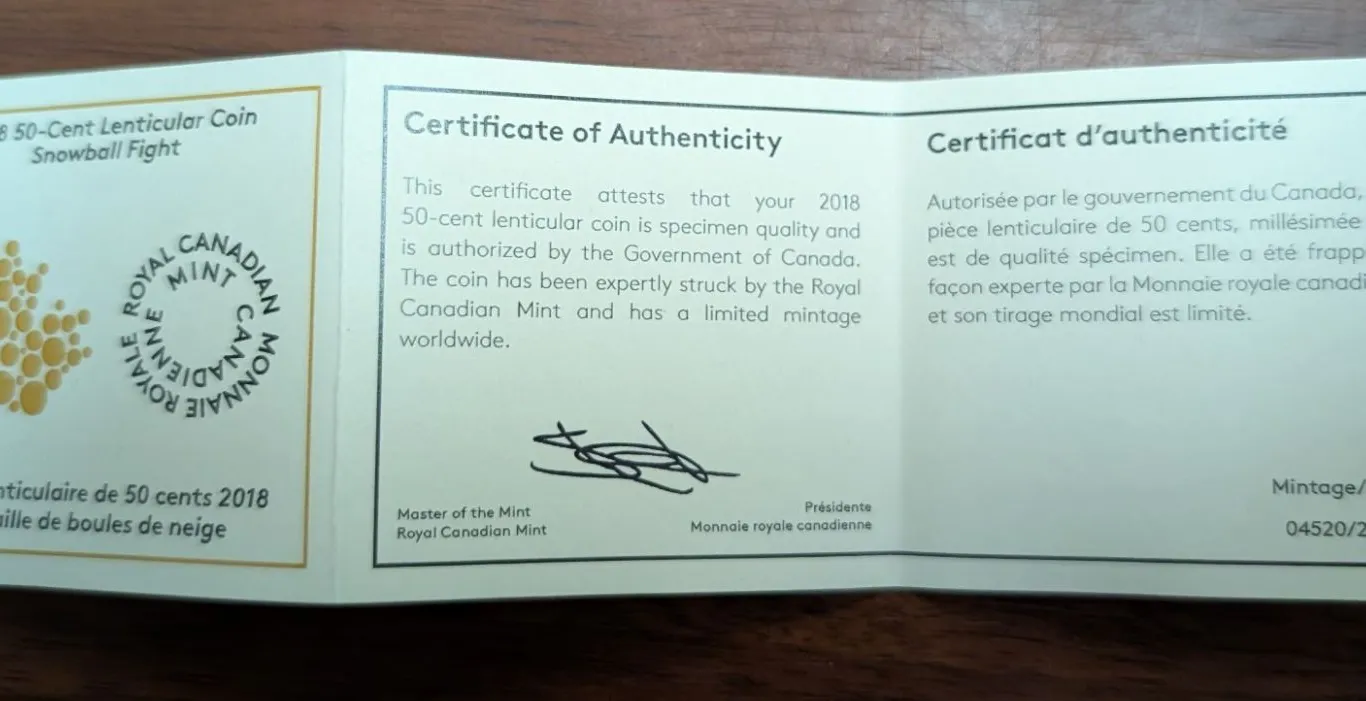 8 50-Cent Lenticular Coin
Snowball Fight
ROYAL CANADIAN MINT
MONNAIE ROYALE CANADIENNE
nticulaire de 50 cents 2018
aille de boules de neige
Certificate of Authenticity
This certificate attests that your 2018
50-cent lenticular coin is specimen quality and
is authorized by the Government of Canada.
The coin has been expertly struck by the Royal
Canadian Mint and has a limited mintage
worldwide.
Master of the Mint
Royal Canadian Mint
Présidente
Monnaie royale canadienne
Certificat d'authenticité
Autorisée par le gouvernement du Canada,
pièce lenticulaire de 50 cents, millésimée
est de qualité spécimen. Elle a été frapp
façon experte par la Monnaie royale canadi
et son tirage mondial est limité.
Mintage/
04520/2